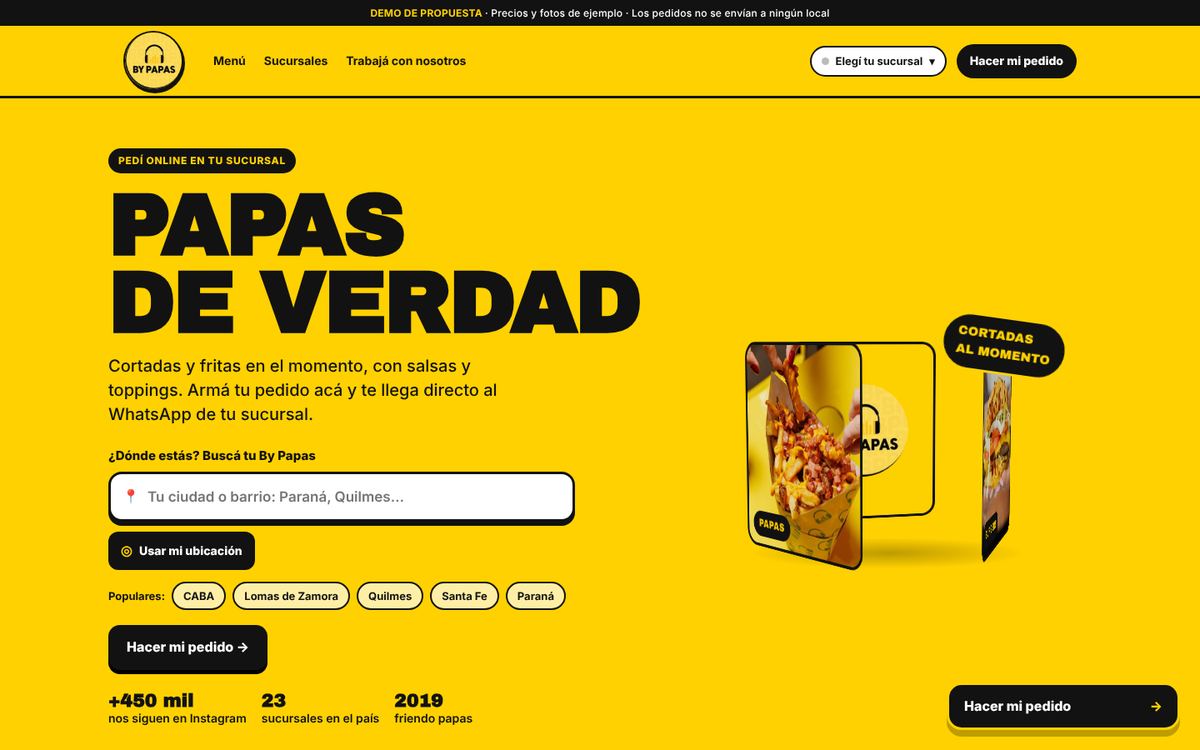 DEMO DE PROPUESTA · Precios y fotos de ejemplo · Los pedidos no se envían a ningún local
BY PAPAS
Menú
Sucursales
Trabajá con nosotros
Elegí tu sucursal ▾
Hacer mi pedido
PEDÍ ONLINE EN TU SUCURSAL
PAPAS
DE VERDAD
Cortadas y fritas en el momento, con salsas y
toppings. Armá tu pedido acá y te llega directo al
WhatsApp de tu sucursal.
¿Dónde estás? Buscá tu By Papas
Tu ciudad o barrio: Paraná, Quilmes...
Usar mi ubicación
Populares:
CABA
Lomas de Zamora
Quilmes
Santa Fe
Paraná
Hacer mi pedido →
+450 mil
nos siguen en Instagram
23
sucursales en el país
2019
friendo papas
CORTADAS
AL MOMENTO
APAS
PAPAS
Hacer mi pedido →